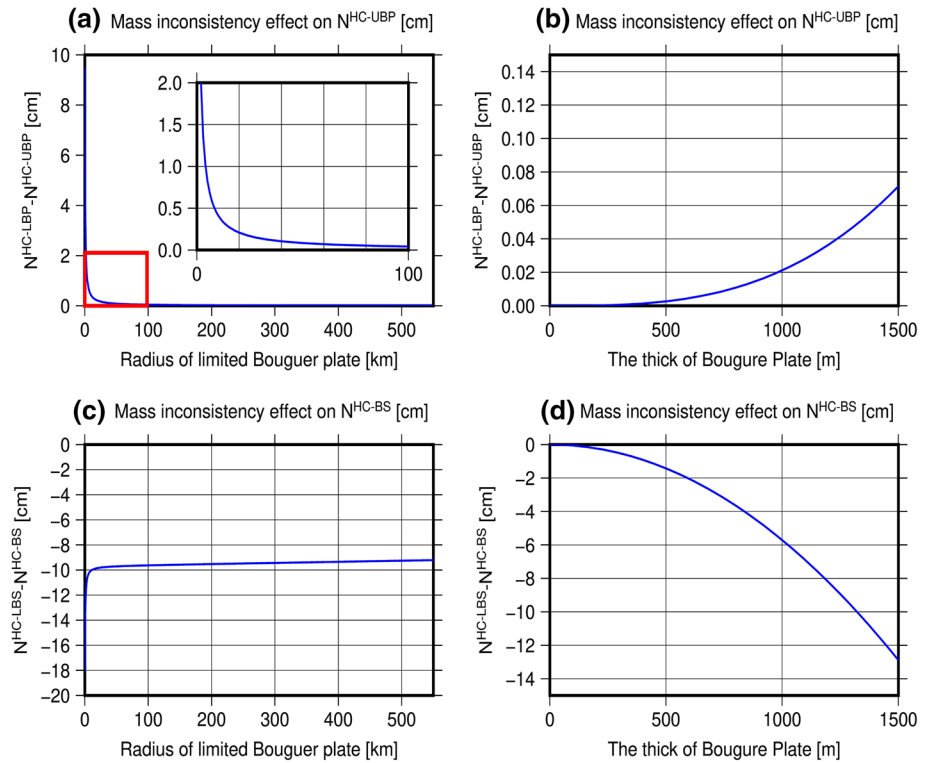 (a) Mass inconsistency effect on N^HC-UBP [cm]
N^HC-LBP-N^HC-UBP [cm]
10
8
6
4
2
0
2.0
1.5
1.0
0.5
0.0
0 100
0 100 200 300 400 500
Radius of limited Bouguer plate [km]
(b) Mass inconsistency effect on N^HC-UBP [cm]
N^HC-LBP-N^HC-UBP [cm]
0.14
0.12
0.10
0.08
0.06
0.04
0.02
0.00
0 500 1000 1500
The thick of Bougure Plate [m]
(c) Mass inconsistency effect on N^HC-BS [cm]
N^HC-LBS-N^HC-BS [cm]
0
−2
−4
−6
−8
−10
−12
−14
−16
−18
−20
0 100 200 300 400 500
Radius of limited Bouguer plate [km]
(d) Mass inconsistency effect on N^HC-BS [cm]
N^HC-LBS-N^HC-BS [cm]
0
−2
−4
−6
−8
−10
−12
−14
0 500 1000 1500
The thick of Bougure Plate [m]